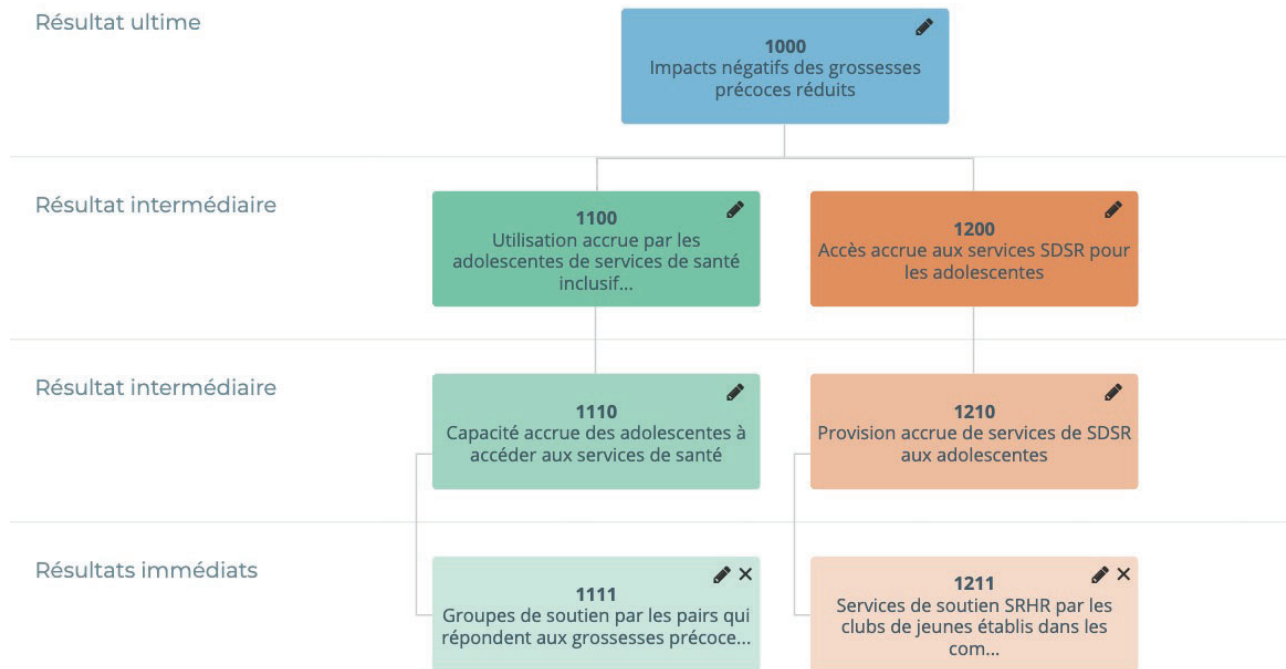 Résultat ultime
1000
Impacts négatifs des grossesses
précoces réduits
Résultat intermédiaire
1100
Utilisation accrue par les
adolescentes de services de santé
inclusif...
1200
Accès accrue aux services SDSR pour
les adolescentes
Résultat intermédiaire
1110
Capacité accrue des adolescentes à
accéder aux services de santé
1210
Provision accrue de services de SDSR
aux adolescentes
Résultats immédiats
1111
Groupes de soutien par les pairs qui
répondent aux grossesses précoce...
1211
Services de soutien SRHR par les
clubs de jeunes établis dans les
com...